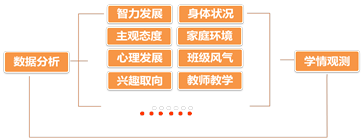 数据分析
智力发展
身体状况
主观态度
家庭环境
心理发展
班级风气
兴趣取向
教师教学
学情观测